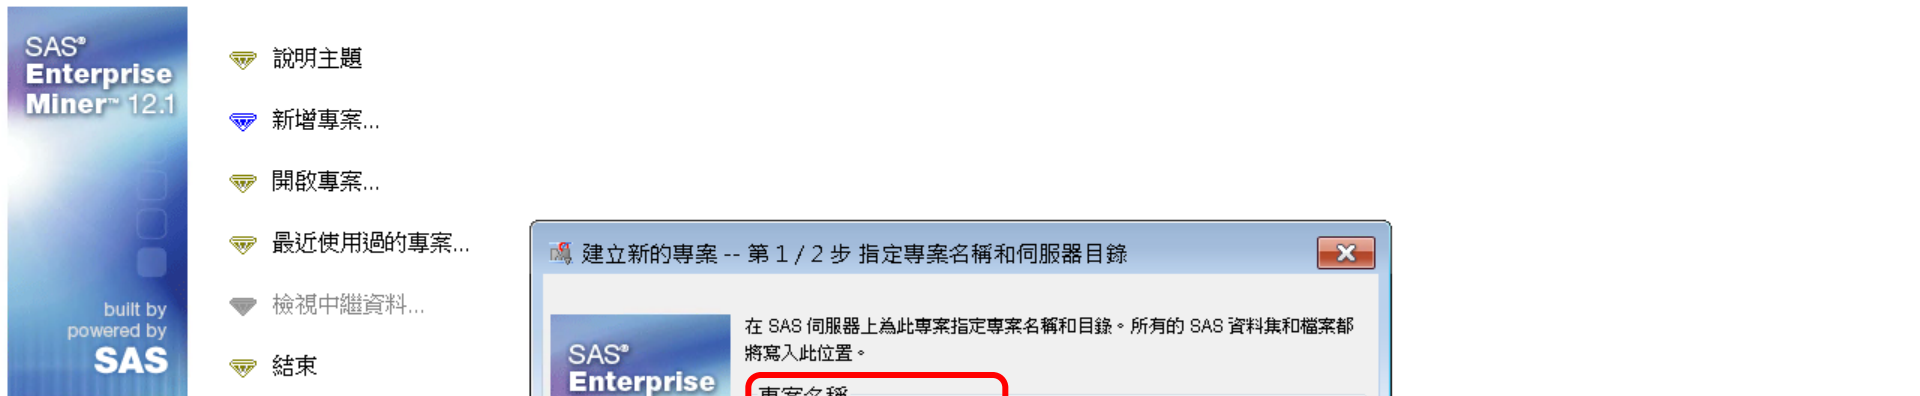 SAS®
Enterprise
Miner™ 12.1
built by
powered by
SAS
說明主題
新增專案...
開啟專案...
最近使用過的專案...
檢視中繼資料...
結束
建立新的專案 -- 第 1 / 2 步 指定專案名稱和伺服器目錄
在 SAS 伺服器上為此專案指定專案名稱和目錄。所有的 SAS 資料集和檔案都
將寫入此位置。
SAS®
Enterprise
專案名稱